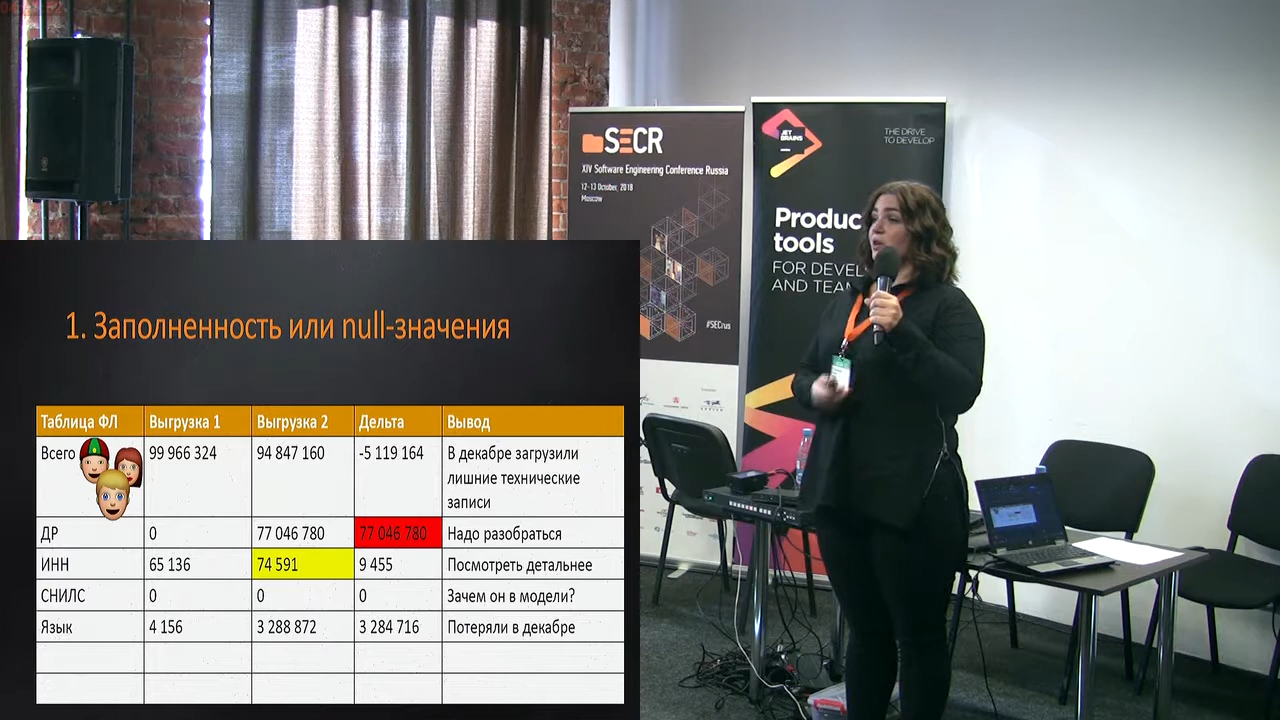 SECR
XIV Software Engineering Conference Russia
12-13 October, 2018
Moscow
#SECrus
JET
BRAINS
THE DRIVE
TO DEVELOP
Produc
tools
FOR DEVEL
AND TEAM
1. Заполненность или null-значения
Таблица ФЛ Выгрузка 1 Выгрузка 2 Дельта Вывод
Всего 99 966 324 94 847 160 -5 119 164 В декабре загрузили
лишние технические
записи
ДР 0 77 046 780 77 046 780 Надо разобраться
ИНН 65 136 74 591 9 455 Посмотреть детальнее
СНИЛС 0 0 0 Зачем он в модели?
Язык 4 156 3 288 872 3 284 716 Потеряли в декабре